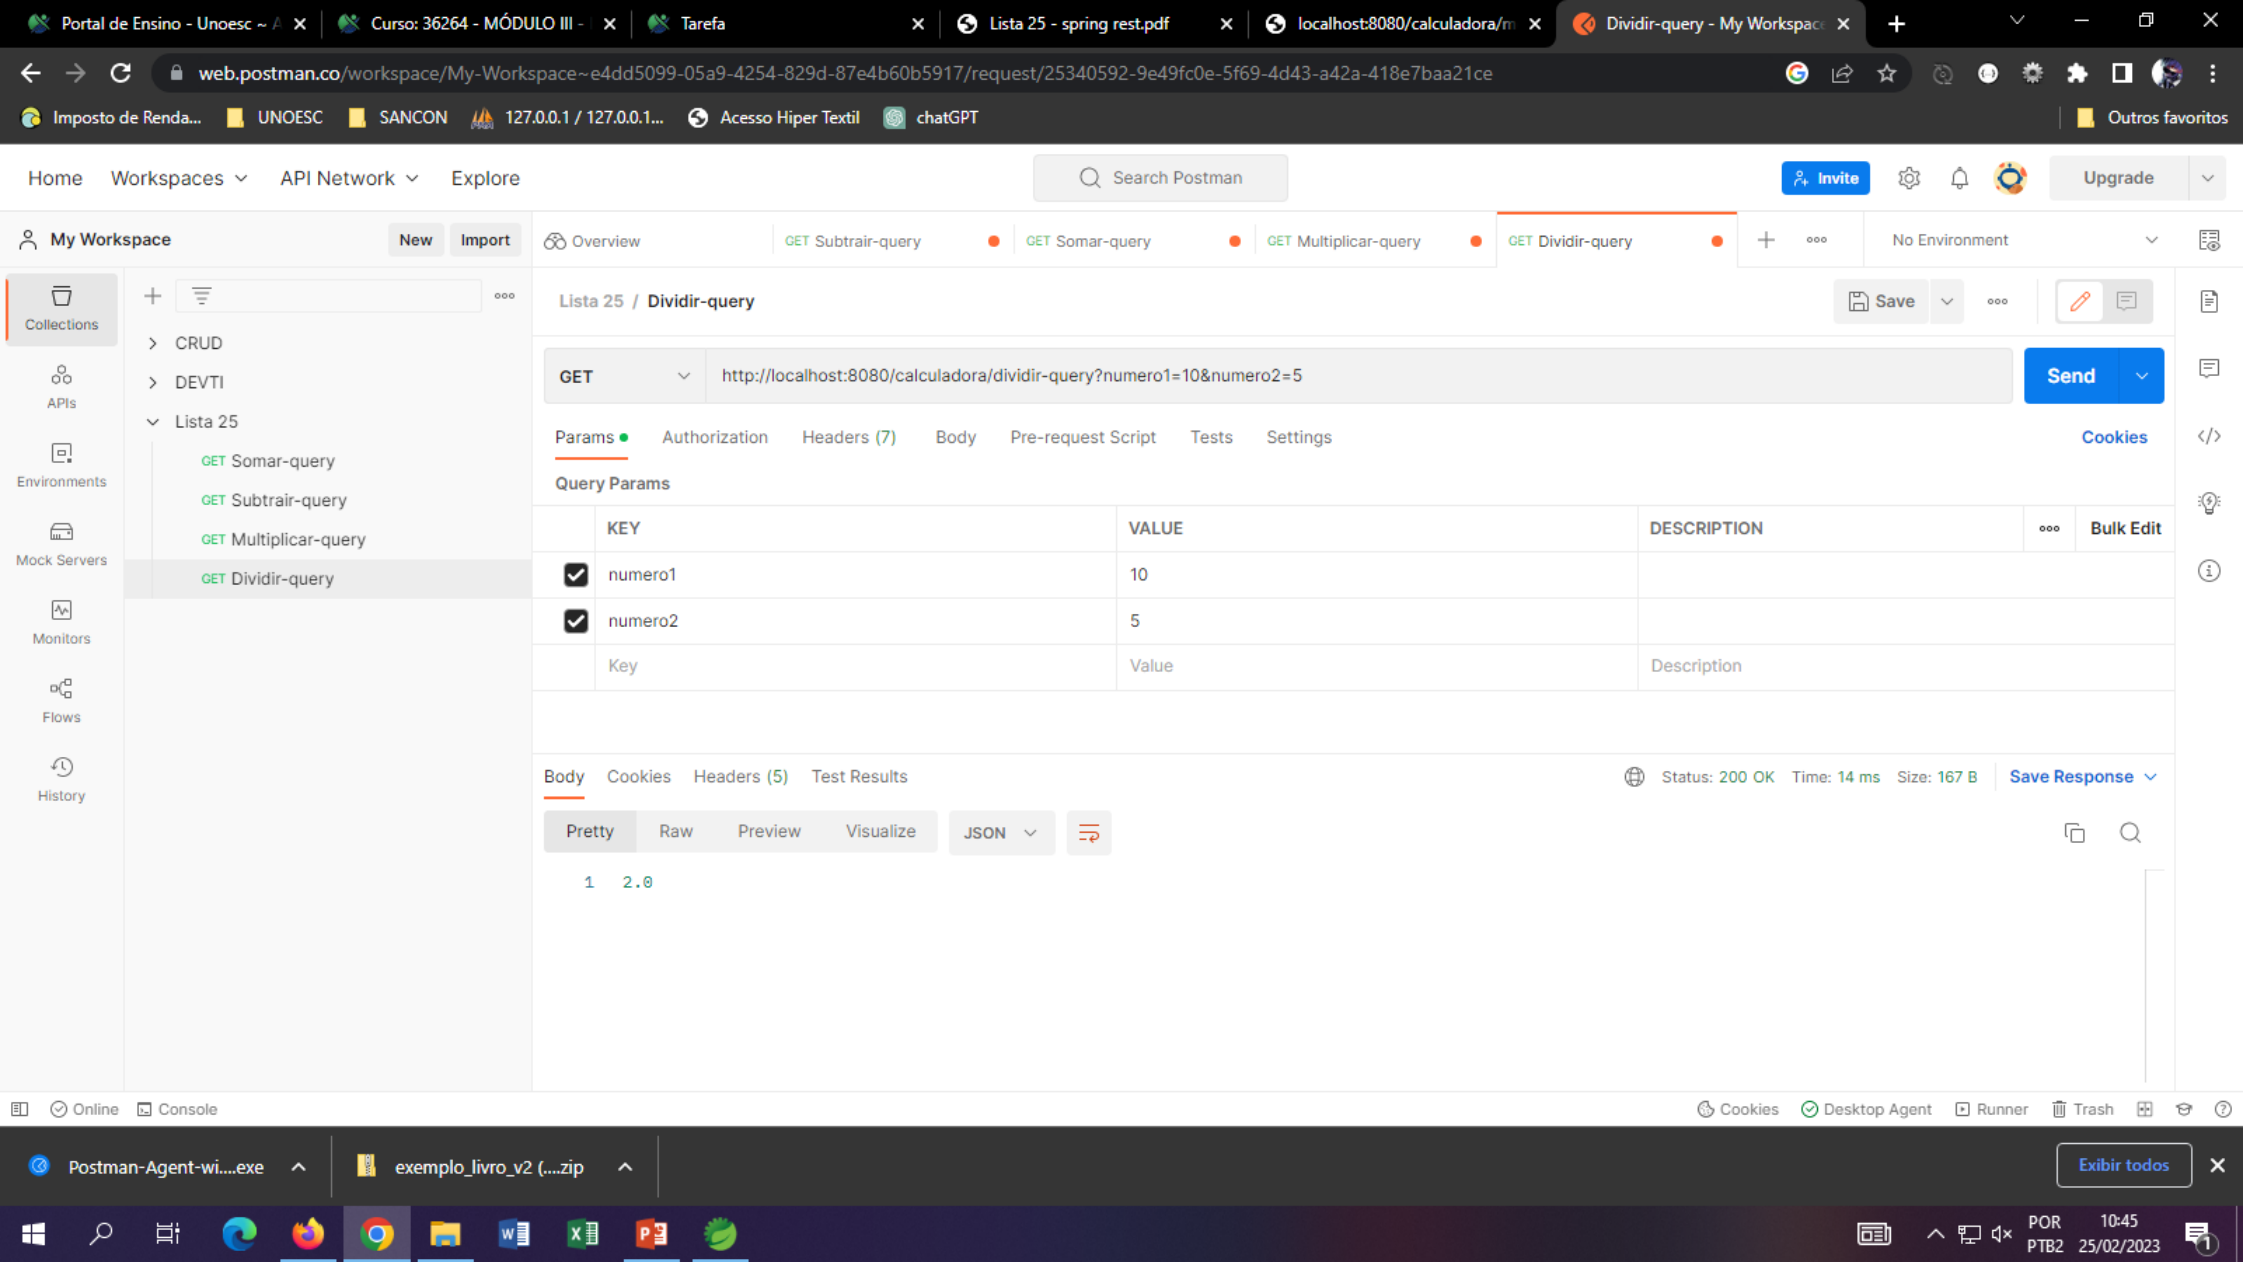 Portal de Ensino - Unoesc ~ A
Curso: 36264 - MÓDULO III -
Tarefa
Lista 25 - spring rest.pdf
localhost:8080/calculadora/m
Dividir-query - My Workspace
web.postman.co/workspace/My-Workspace~e4dd5099-05a9-4254-829d-87e4b60b5917/request/25340592-9e49fc0e-5f69-4d43-a42a-418e7baa21ce
Imposto de Renda... UNOESC SANCON 127.0.0.1 / 127.0.0.1... Acesso Hiper Textil chatGPT Outros favoritos
Home Workspaces API Network Explore Search Postman Invite Upgrade
My Workspace New Import
Overview GET Subtrair-query GET Somar-query GET Multiplicar-query GET Dividir-query No Environment
Collections
APIs
Environments
Mock Servers
Monitors
Flows
History
CRUD
DEVTI
Lista 25
GET Somar-query
GET Subtrair-query
GET Multiplicar-query
GET Dividir-query
Lista 25 / Dividir-query Save
GET http://localhost:8080/calculadora/dividir-query?numero1=10&numero2=5 Send
Params Authorization Headers (7) Body Pre-request Script Tests Settings Cookies
Query Params
KEY VALUE DESCRIPTION Bulk Edit
numero1 10
numero2 5
Key Value Description
Body Cookies Headers (5) Test Results Status: 200 OK Time: 14 ms Size: 167 B Save Response
Pretty Raw Preview Visualize JSON
1 2.0
Online Console Cookies Desktop Agent Runner Trash
Postman-Agent-wi....exe exemplo_livro_v2 (....zip Exibir todos
POR 10:45
PTB2 25/02/2023 1